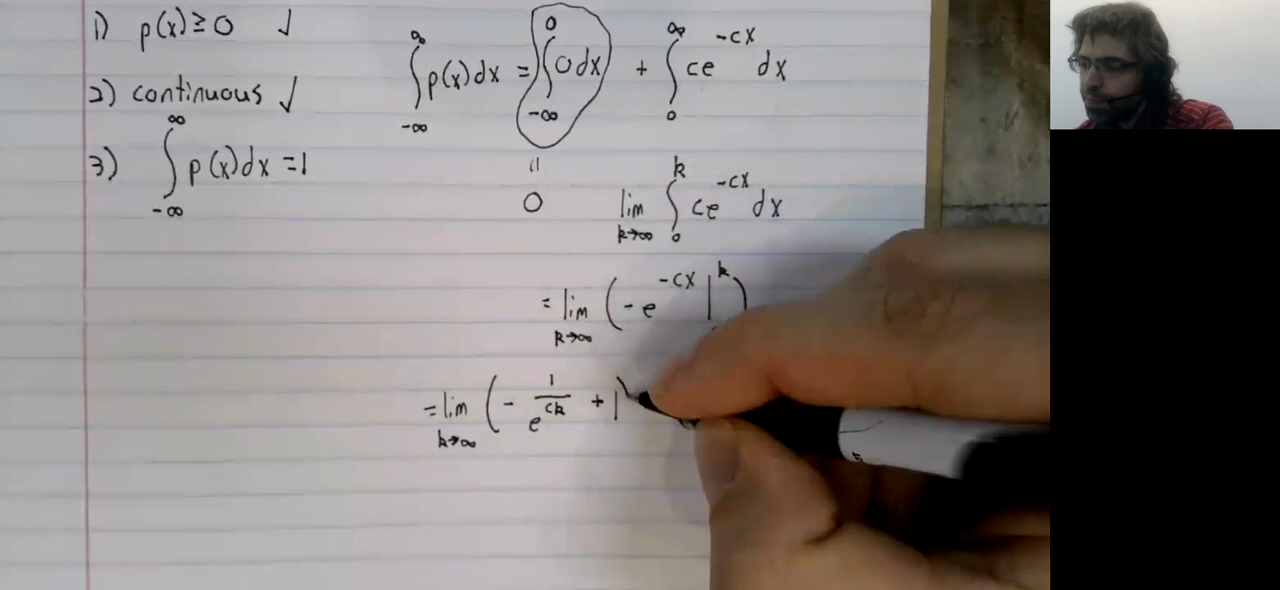 1) p(x) ≥ 0 ✓
2) continuous ✓
3) ∫_{-∞}^{∞} p(x) dx = 1
∫_{-∞}^{∞} p(x) dx = ∫_{-∞}^{0} 0 dx + ∫_{0}^{∞} ce^{-cx} dx
"
0
lim_{k→∞} ∫_{0}^{k} ce^{-cx} dx
= lim_{k→∞} ( -e^{-cx} |^{k} )
= lim_{k→∞} ( - 1/e^{ck} + 1 )